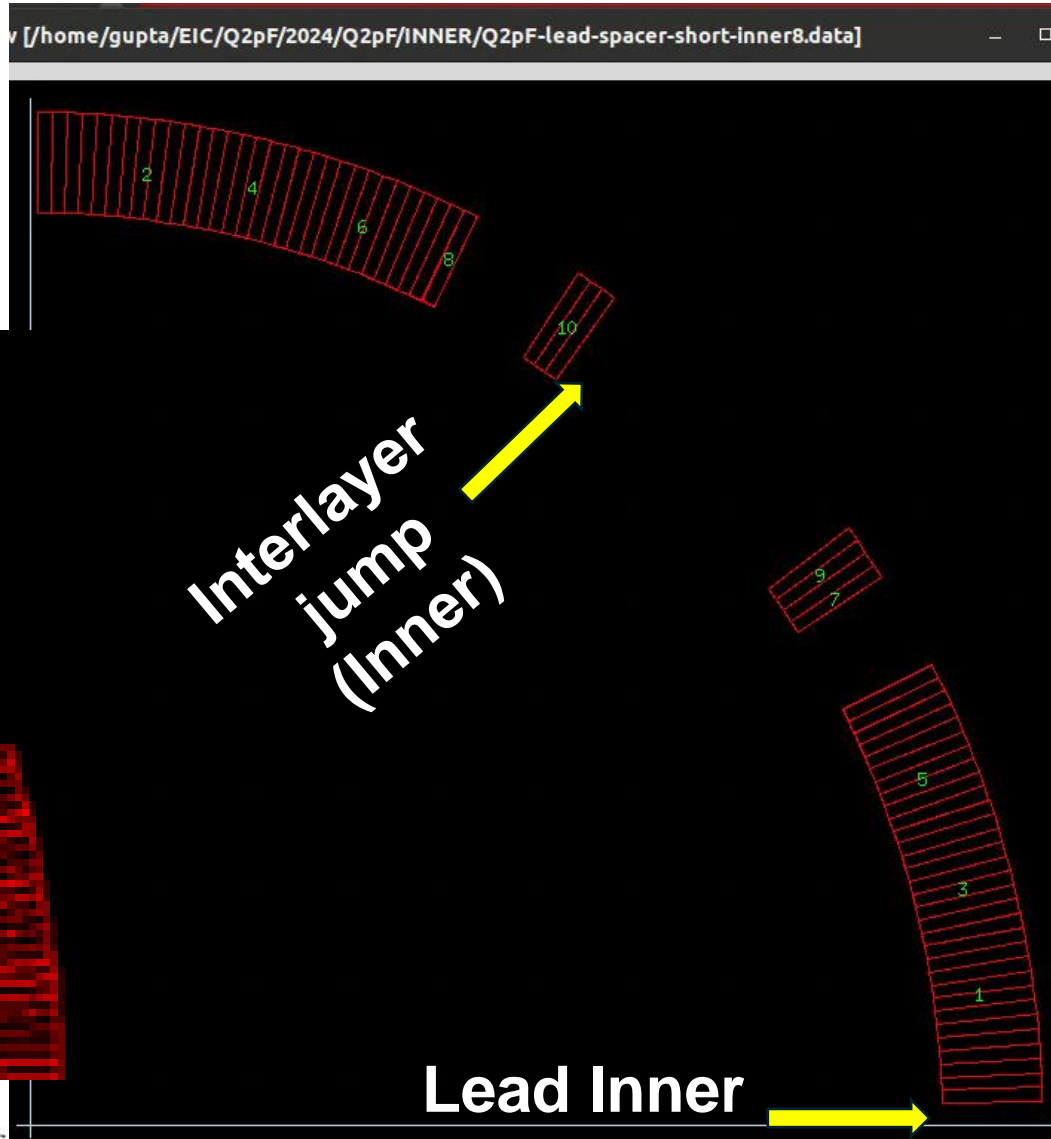 [/home/gupta/EIC/Q2pF/2024/Q2pF/INNER/Q2pF-lead-spacer-short-inner8.data]
2
4
6
8
10
Interlayer
jump
(Inner)
9
7
5
3
1
Lead Inner